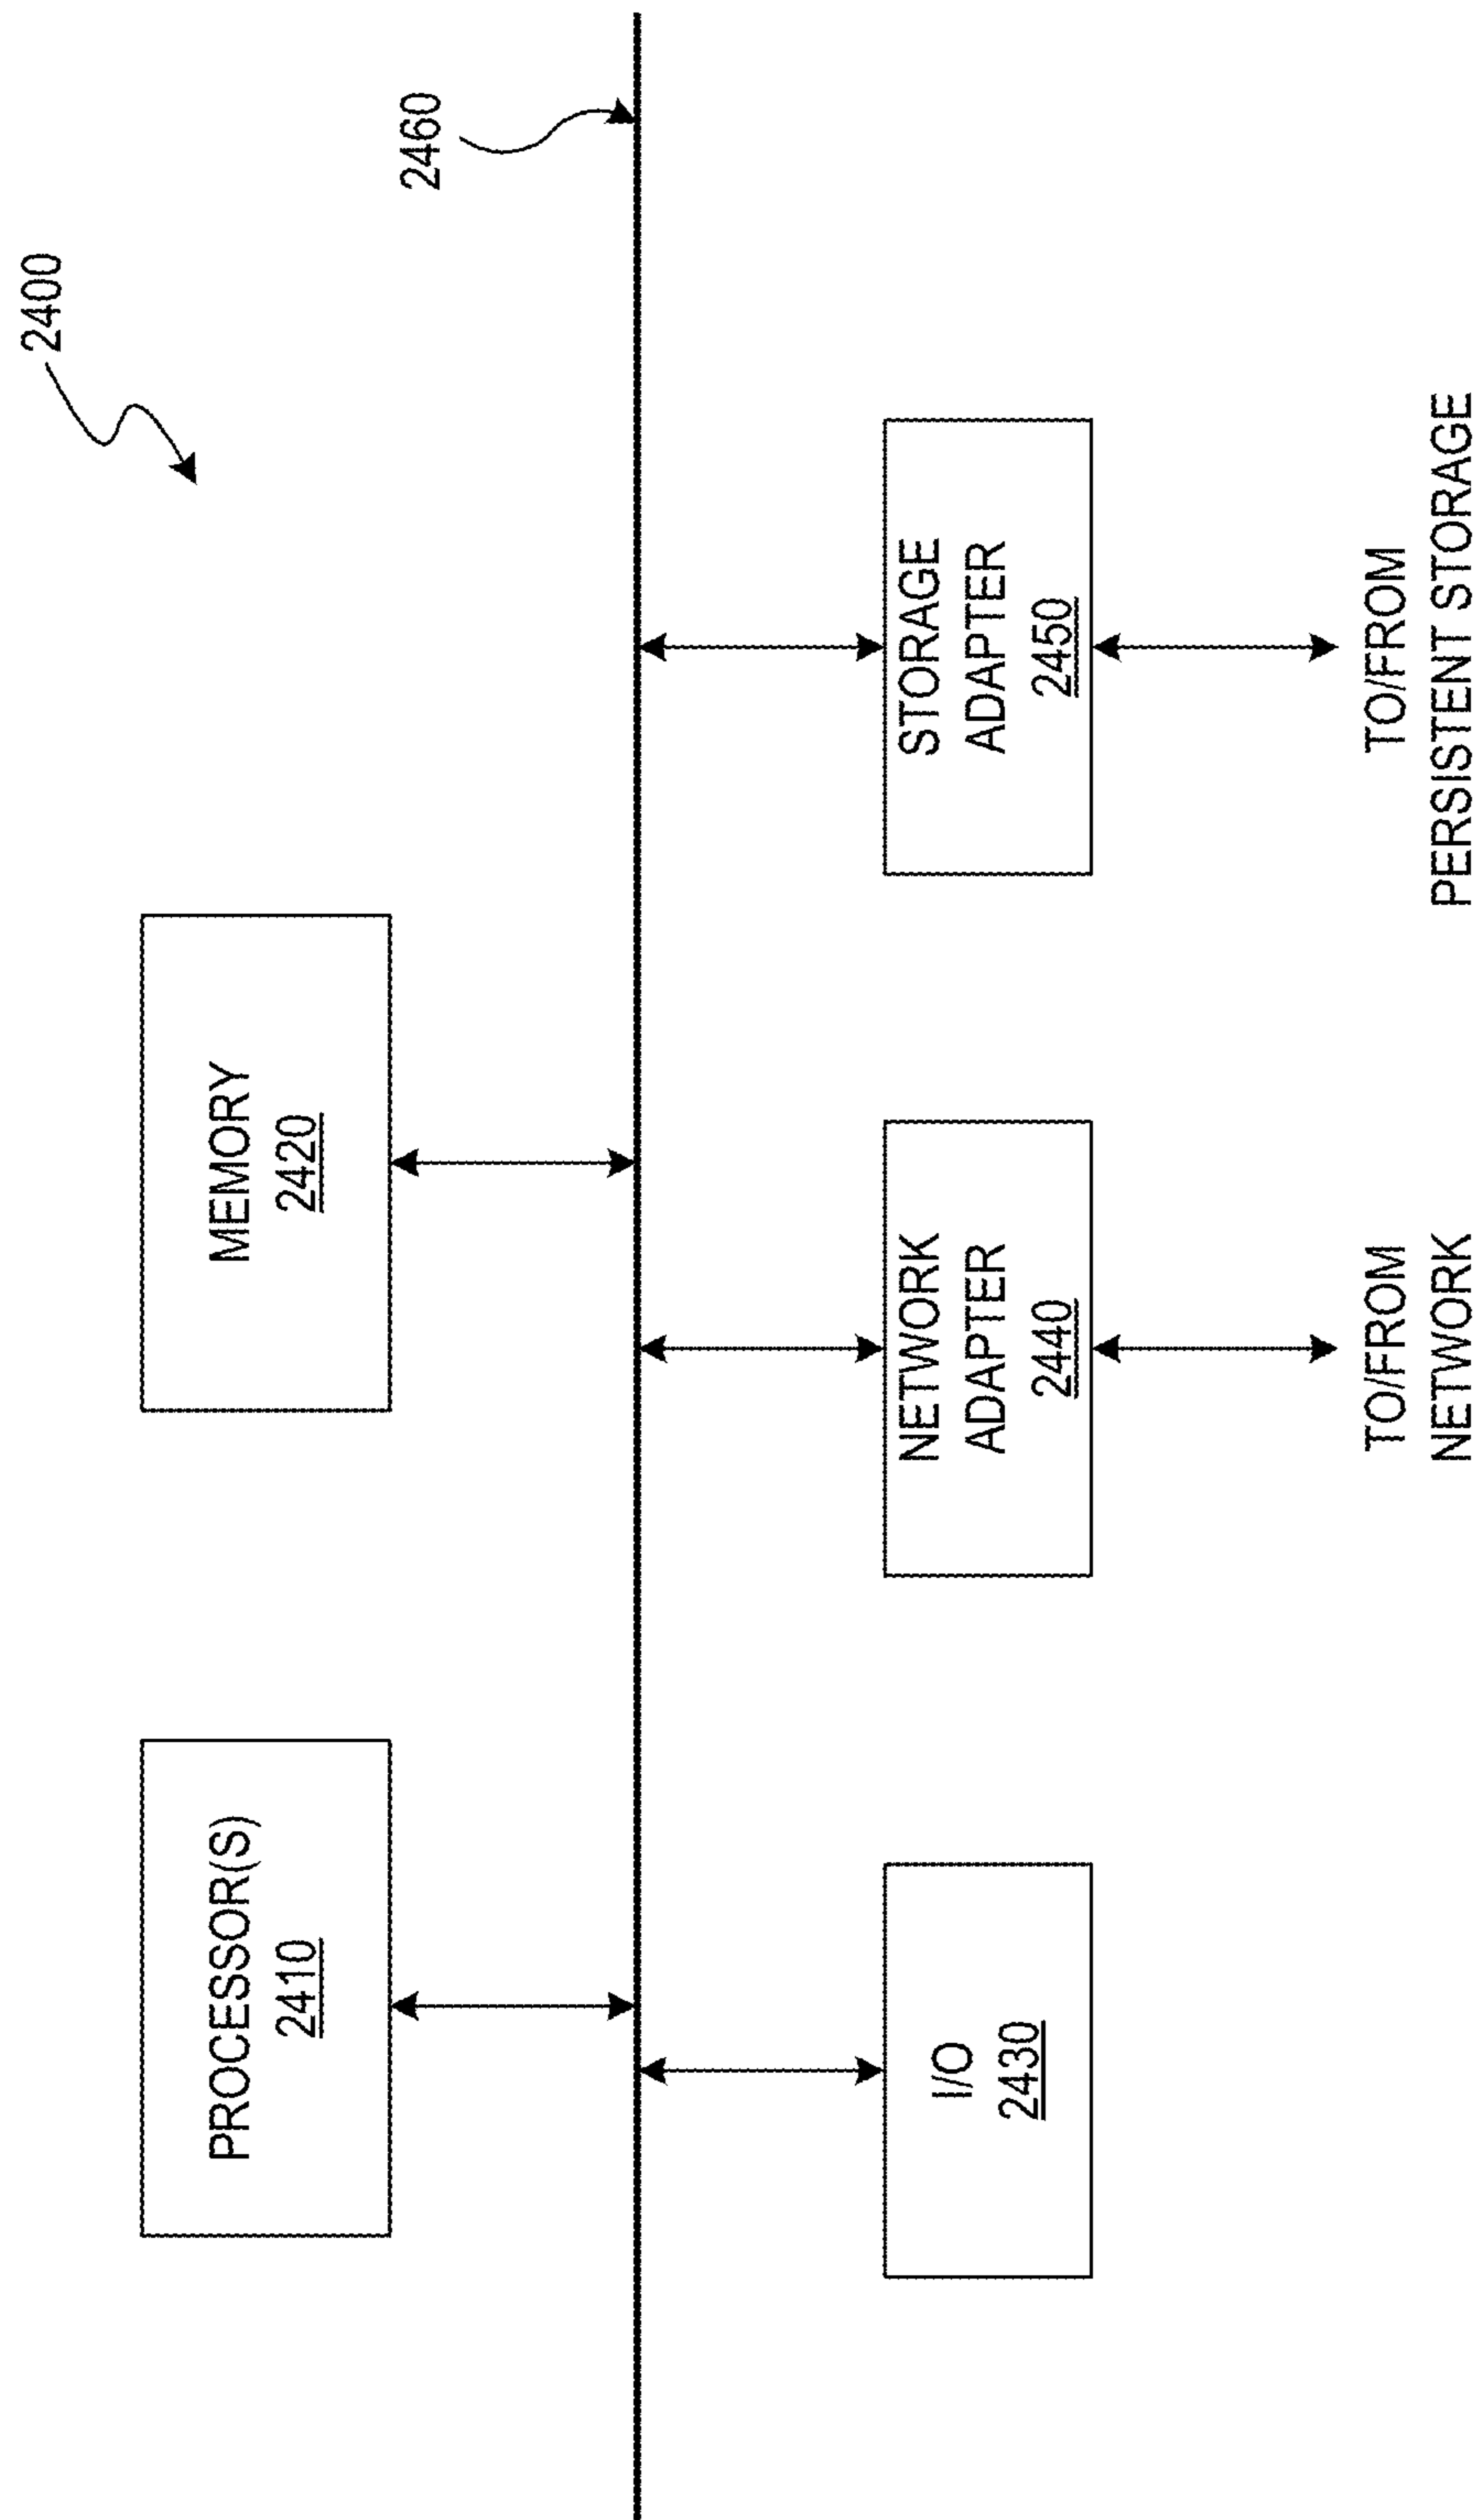 2400
2460
PROCESSOR(S)
2410
MEMORY
2420
I/O
2430
NETWORK
ADAPTER
2440
STORAGE
ADAPTER
2450
TO/FROM
NETWORK
TO/FROM
PERSISTENT STORAGE